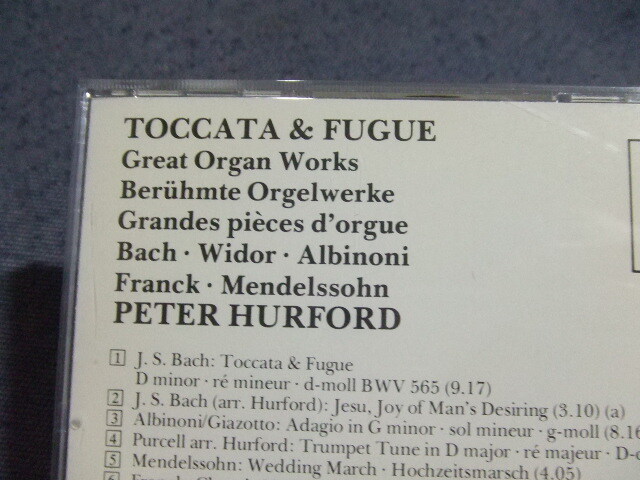 TOCCATA & FUGUE
Great Organ Works
Berühmte Orgelwerke
Grandes pièces d'orgue
Bach · Widor · Albinoni
Franck · Mendelssohn
PETER HURFORD
1 J. S. Bach: Toccata & Fugue
D minor · ré mineur · d-moll BWV 565 (9.17)
2 J. S. Bach (arr. Hurford): Jesu, Joy of Man's Desiring (3.10) (a)
3 Albinoni/Giazotto: Adagio in G minor · sol mineur · g-moll (8.16
4 Purcell arr. Hurford: Trumpet Tune in D major · ré majeur · D-
5 Mendelssohn: Wedding March · Hochzeitsmarsch (4.05)